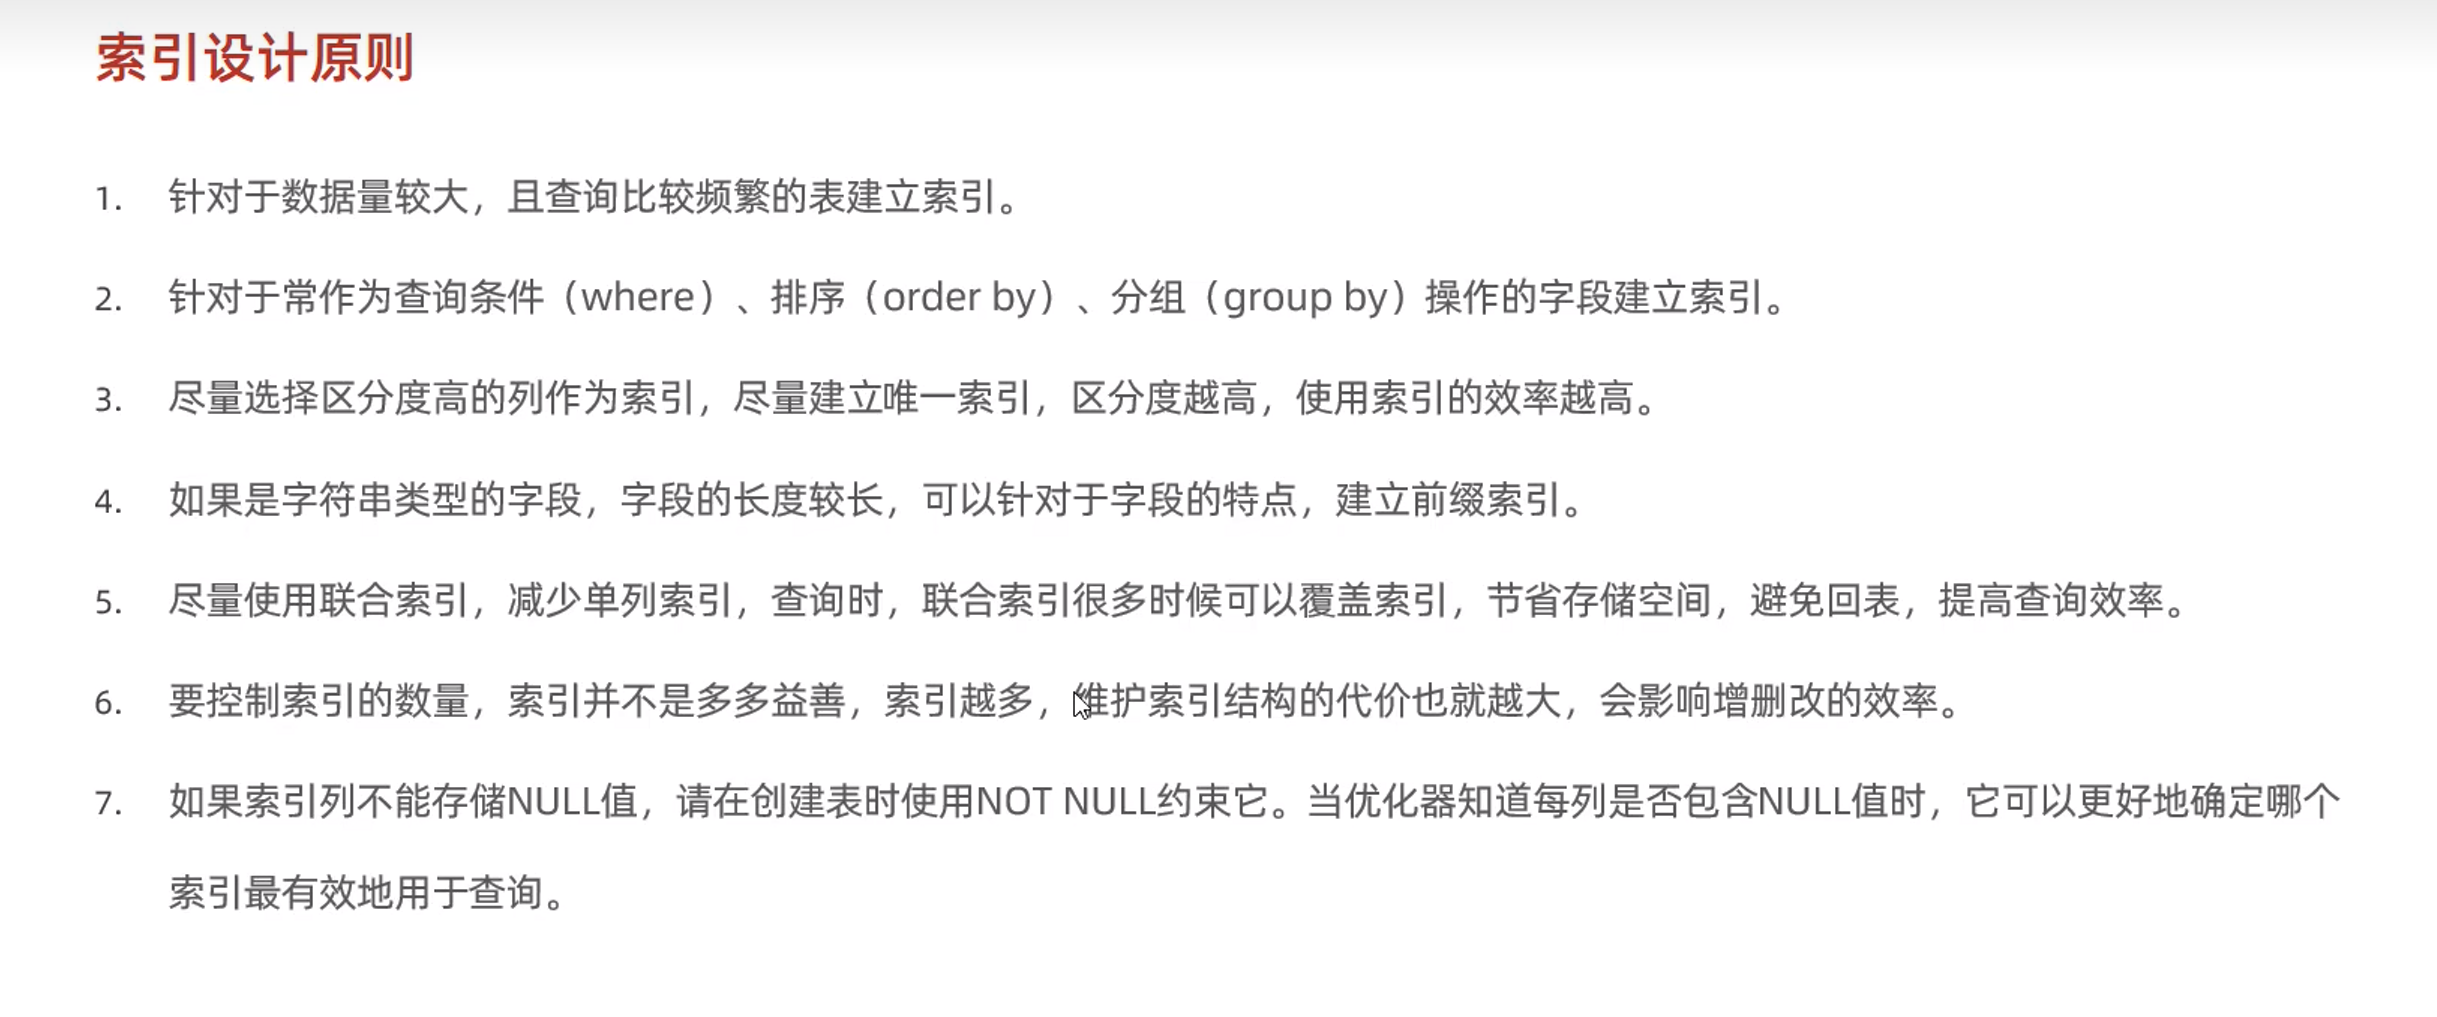 索引设计原则
1. 针对于数据量较大，且查询比较频繁的表建立索引。
2. 针对于常作为查询条件（where）、排序（order by）、分组（group by）操作的字段建立索引。
3. 尽量选择区分度高的列作为索引，尽量建立唯一索引，区分度越高，使用索引的效率越高。
4. 如果是字符串类型的字段，字段的长度较长，可以针对于字段的特点，建立前缀索引。
5. 尽量使用联合索引，减少单列索引，查询时，联合索引很多时候可以覆盖索引，节省存储空间，避免回表，提高查询效率。
6. 要控制索引的数量，索引并不是多多益善，索引越多，维护索引结构的代价也就越大，会影响增删改的效率。
7. 如果索引列不能存储NULL值，请在创建表时使用NOT NULL约束它。当优化器知道每列是否包含NULL值时，它可以更好地确定哪个
索引最有效地用于查询。